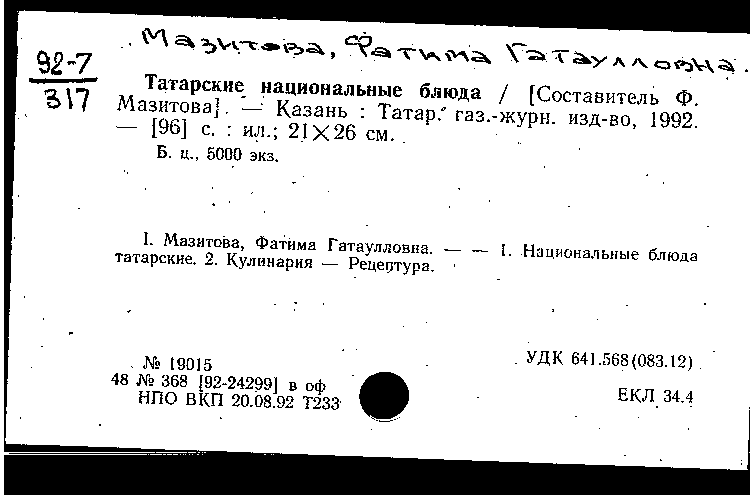 Мазитова, Фатима Гатаулловна.
92-7
317
Татарские национальные блюда / [Составитель Ф.
Мазитова]. — Казань : Татар. газ.-журн. изд-во, 1992.
— [96] с. : ил.; 21×26 см.
Б. ц., 5000 экз.
I. Мазитова, Фатима Гатаулловна. — — 1. Национальные блюда
татарские. 2. Кулинария — Рецептура.
№ 19015
УДК 641.568(083.12)
48 № 368 [92-24299] в оф
НПО ВКП 20.08.92 Т233
ЕКЛ 34.4